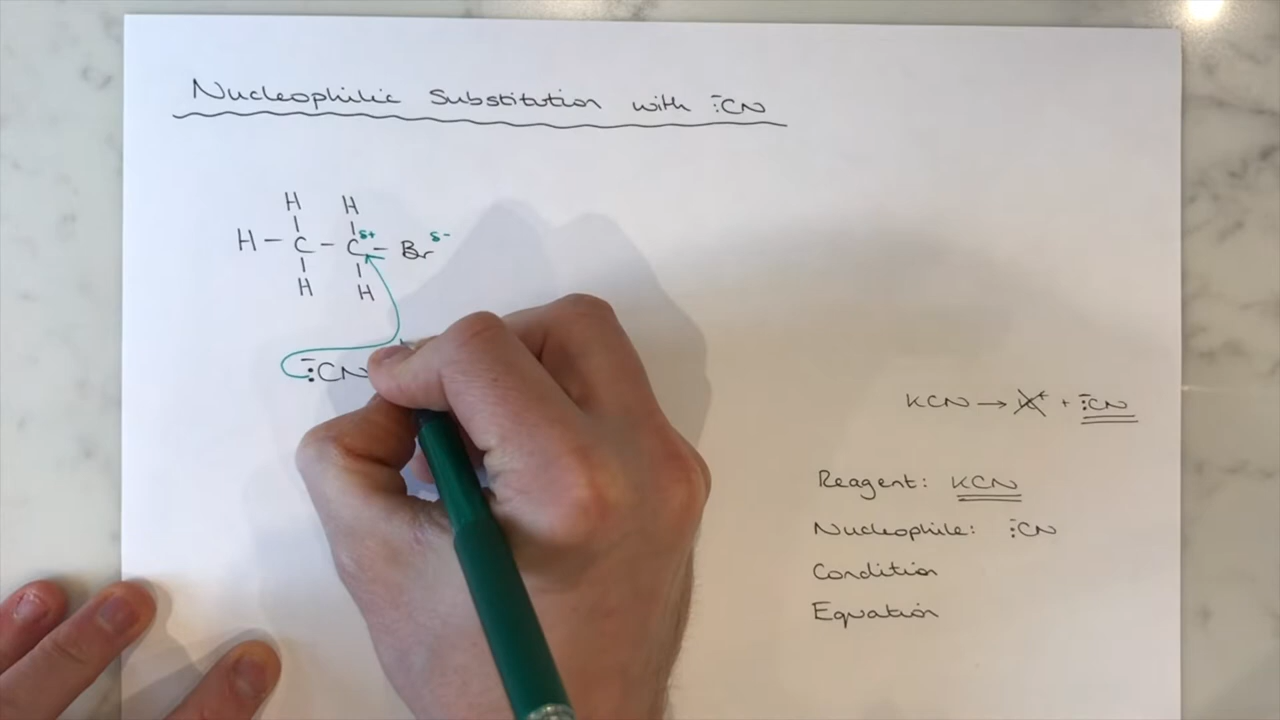 Nucleophilic Substitution with :⁻CN
H H
H – C – C δ+ – Br δ-
H H
:⁻CN
KCN → K⁺ + :⁻CN
Reagent: KCN
Nucleophile: :⁻CN
Condition
Equation